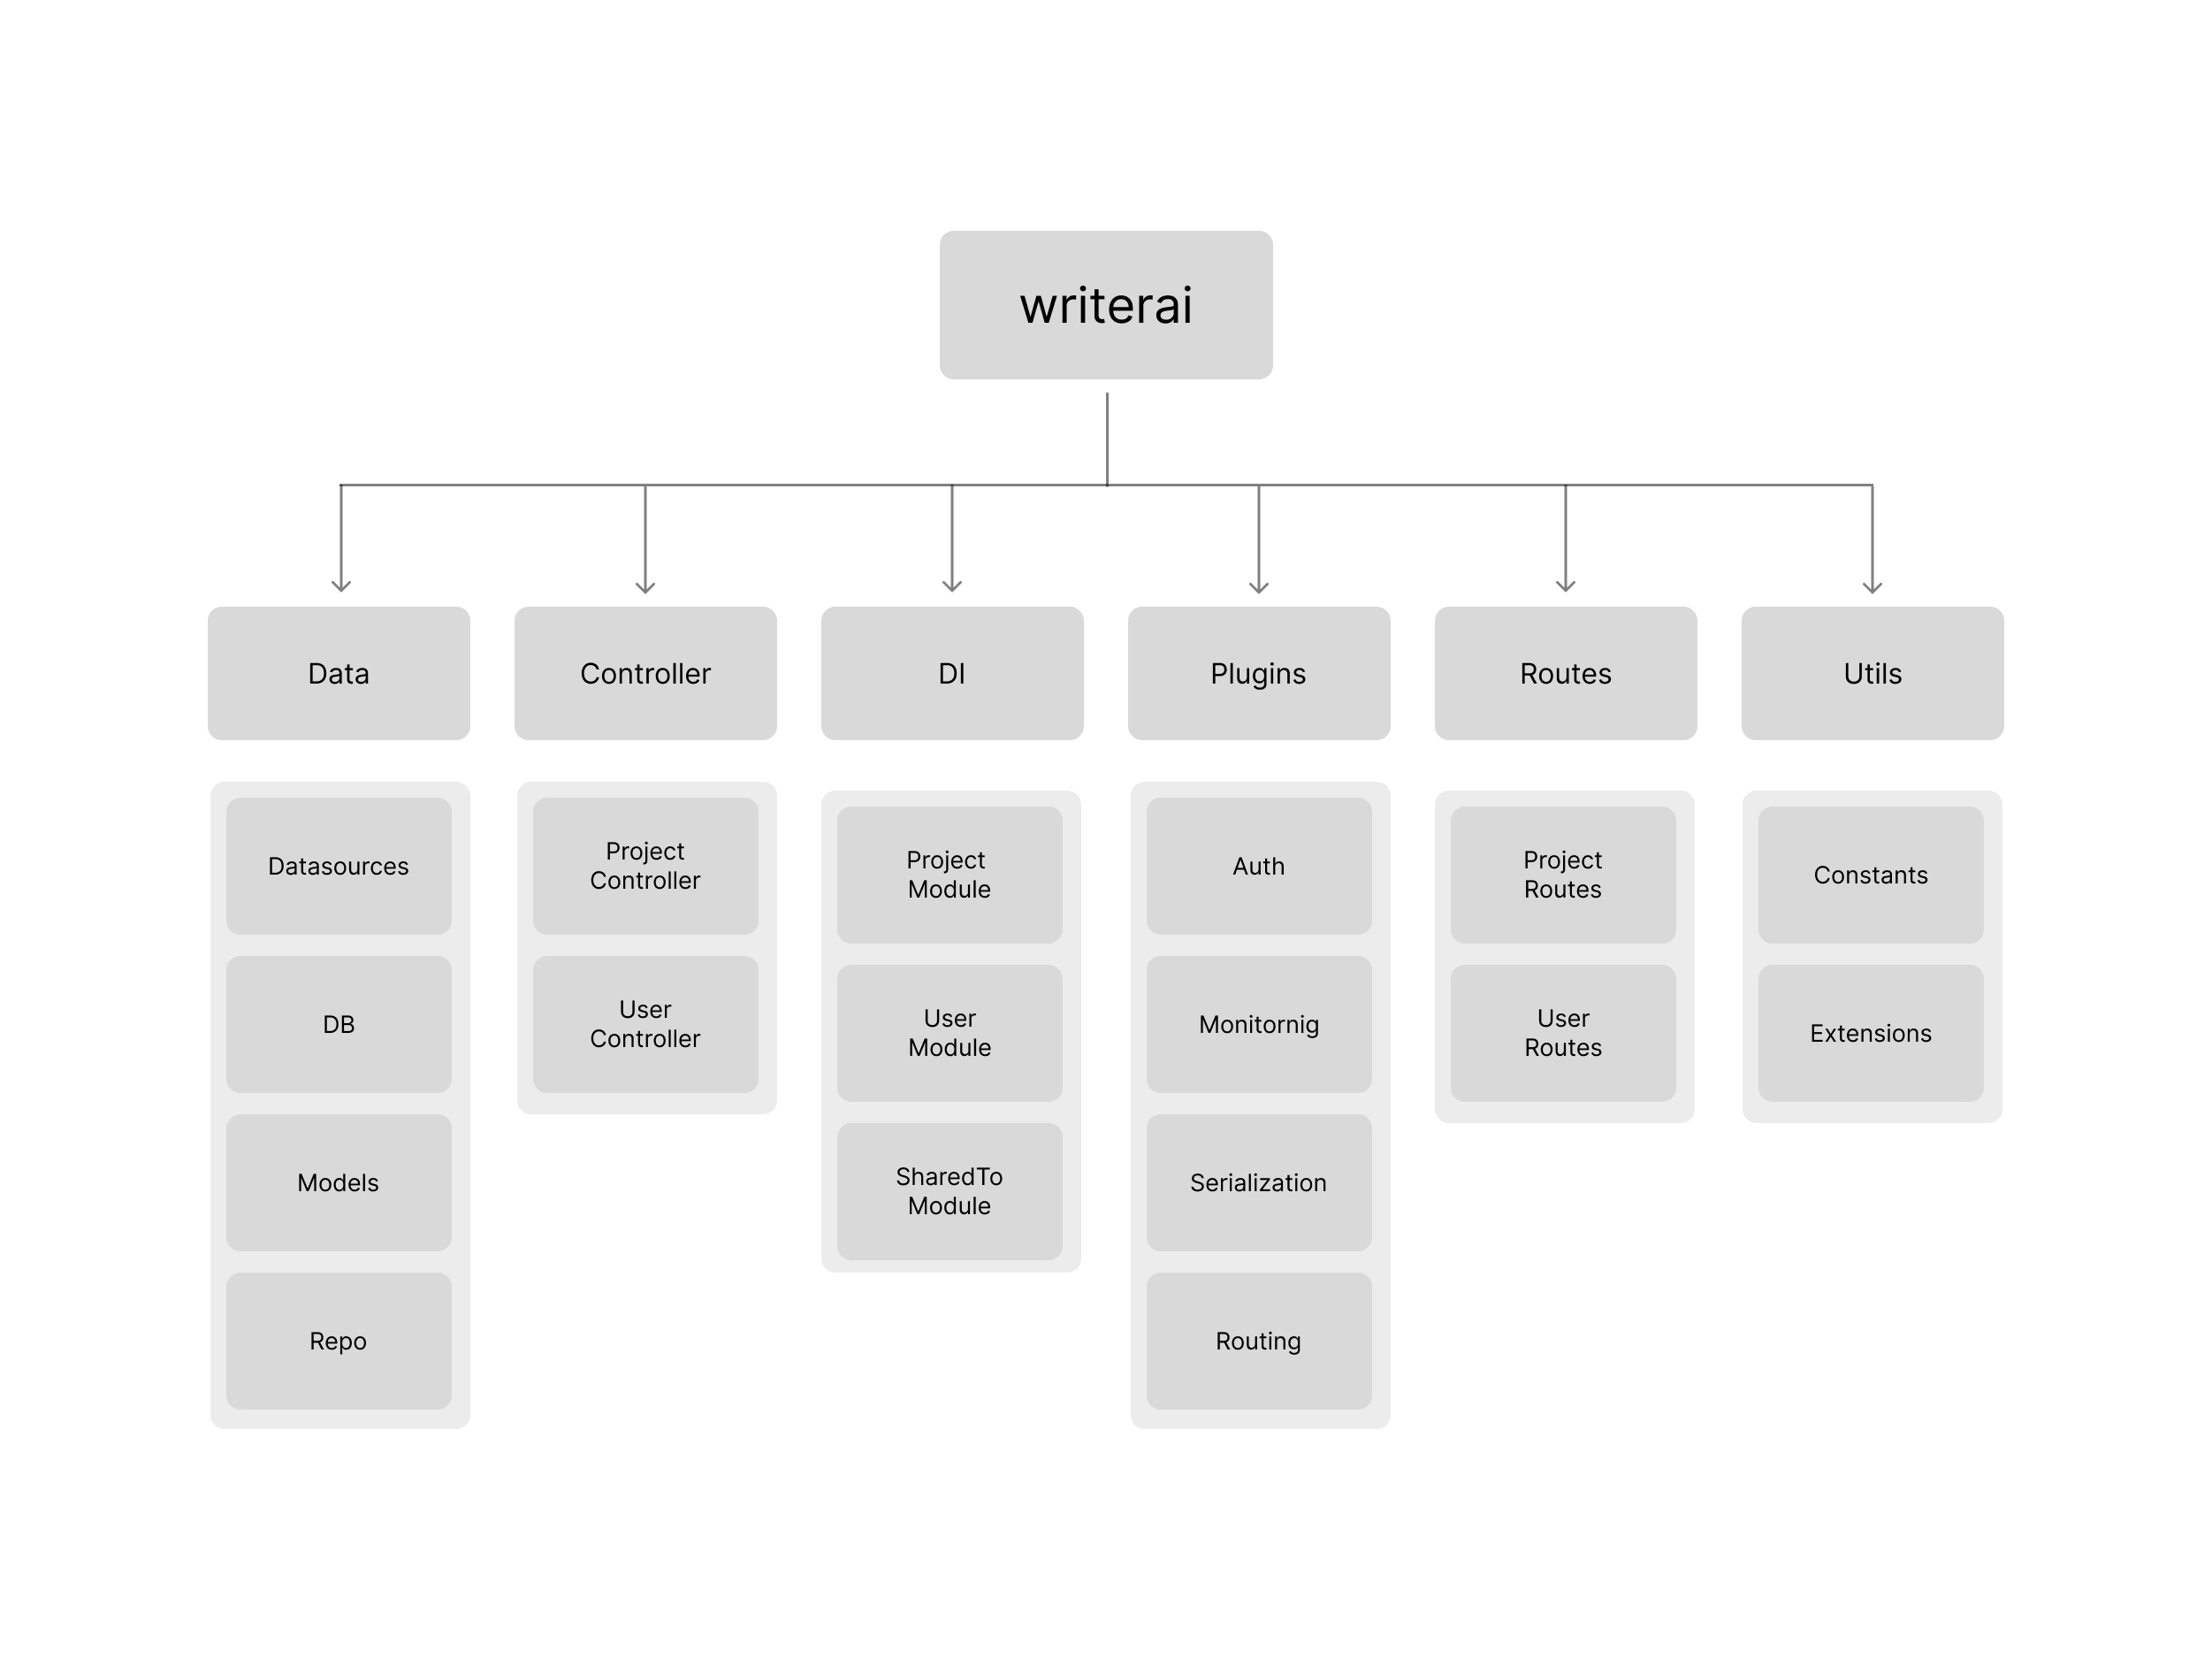 writerai
Data
Controller
DI
Plugins
Routes
Utils
Datasources
DB
Models
Repo
Project
Controller
User
Controller
Project
Module
User
Module
SharedTo
Module
Auth
Monitornig
Serialization
Routing
Project
Routes
User
Routes
Constants
Extensions